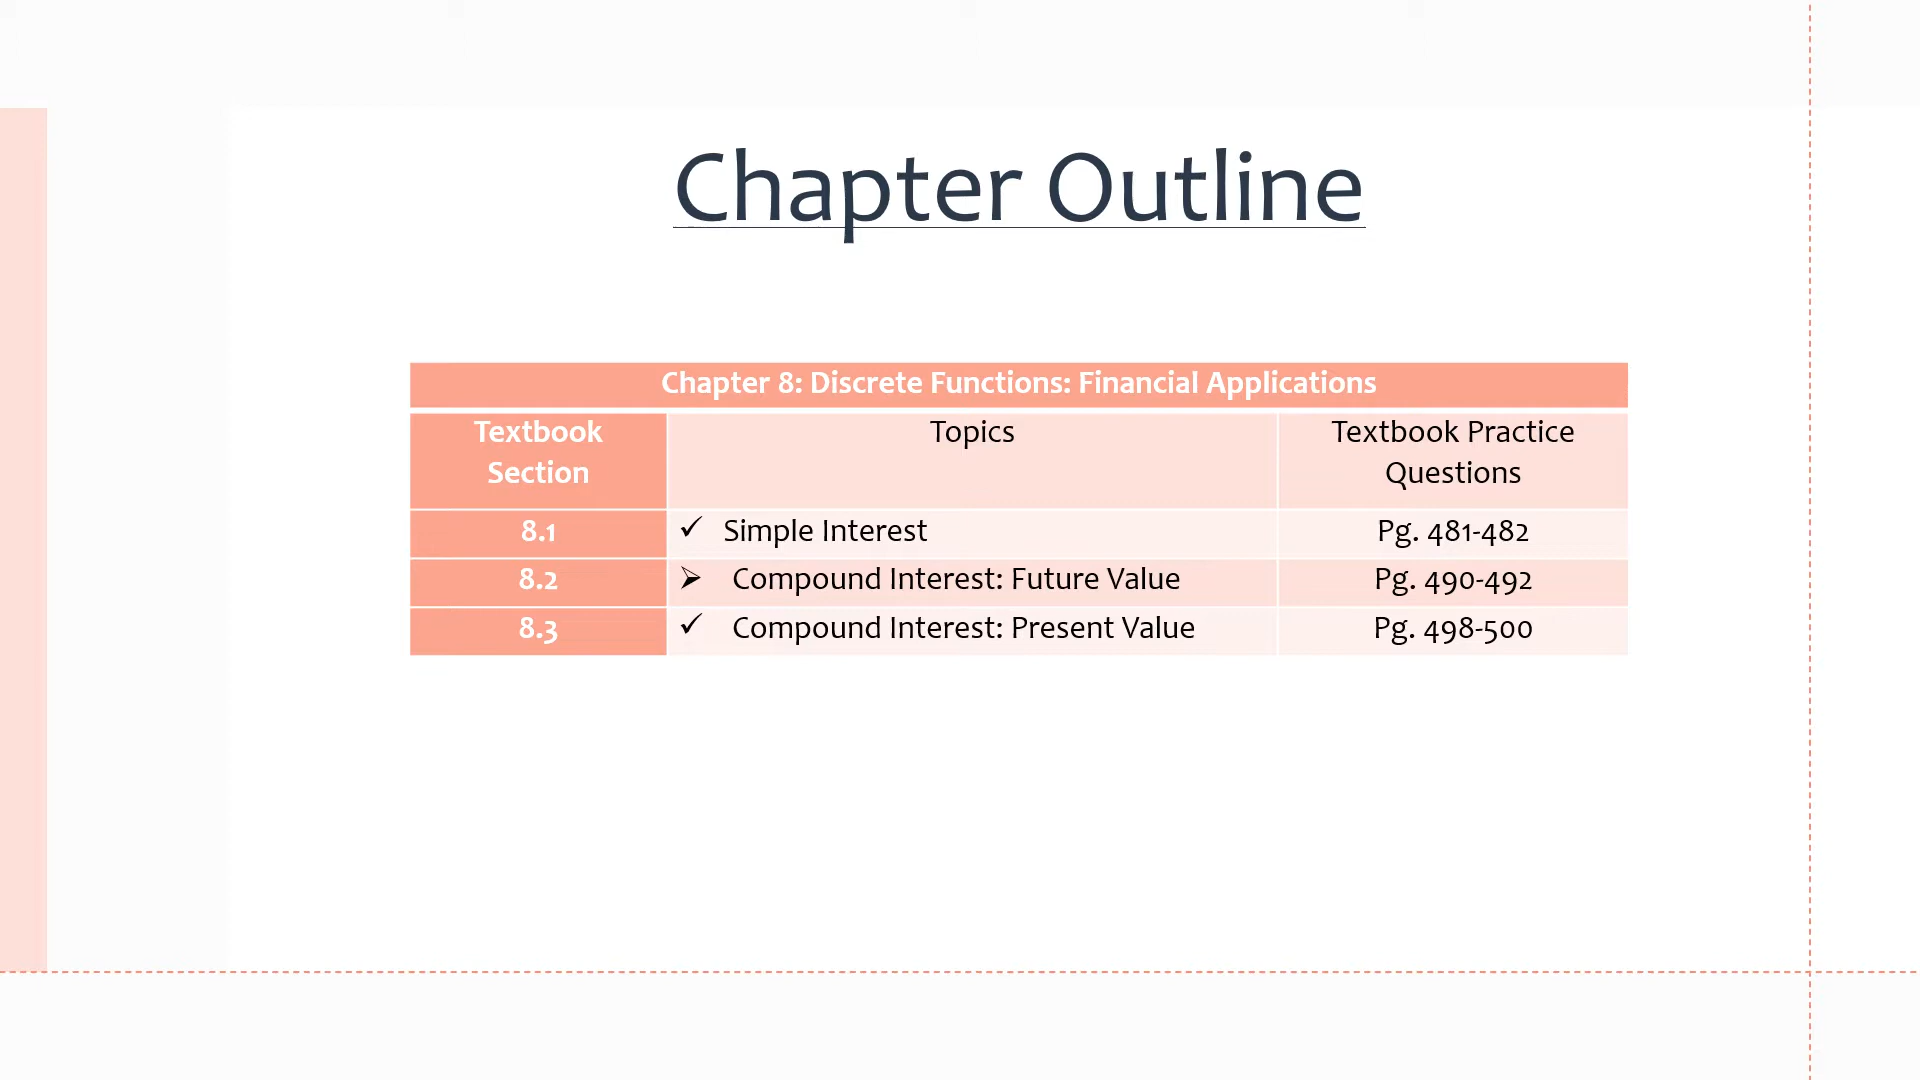 Chapter Outline
Chapter 8: Discrete Functions: Financial Applications
Textbook Section
Topics
Textbook Practice Questions
8.1
✓ Simple Interest
Pg. 481-482
8.2
➢ Compound Interest: Future Value
Pg. 490-492
8.3
✓ Compound Interest: Present Value
Pg. 498-500